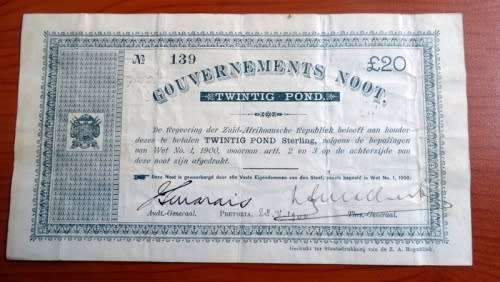 № 139
£20
GOUVERNEMENTS NOOT.
TWINTIG POND.
De Regeering der Zuid-Afrikaansche Republiek belooft aan houder
dezes te betalen TWINTIG POND Sterling, volgens de bepalingen
van Wet No. 1, 1900, waarvan artt. 2 en 3 op de achterzijde van
deze noot zijn afgedrukt.
Deze Noot is gewaarborgd door alle Vaste Eigendommen van den Staat, zooals bepaald in Wet No. 1, 1900.
Audt.-Generaal.
PRETORIA,
1900
Thes.-Generaal.
Gedrukt ter Staatsdrukkerij van de Z. A. Republiek.